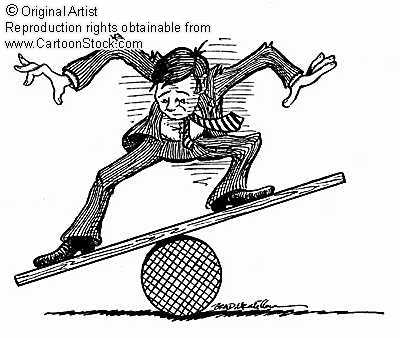 © Original Artist
Reproduction rights obtainable from
www.CartoonStock.com